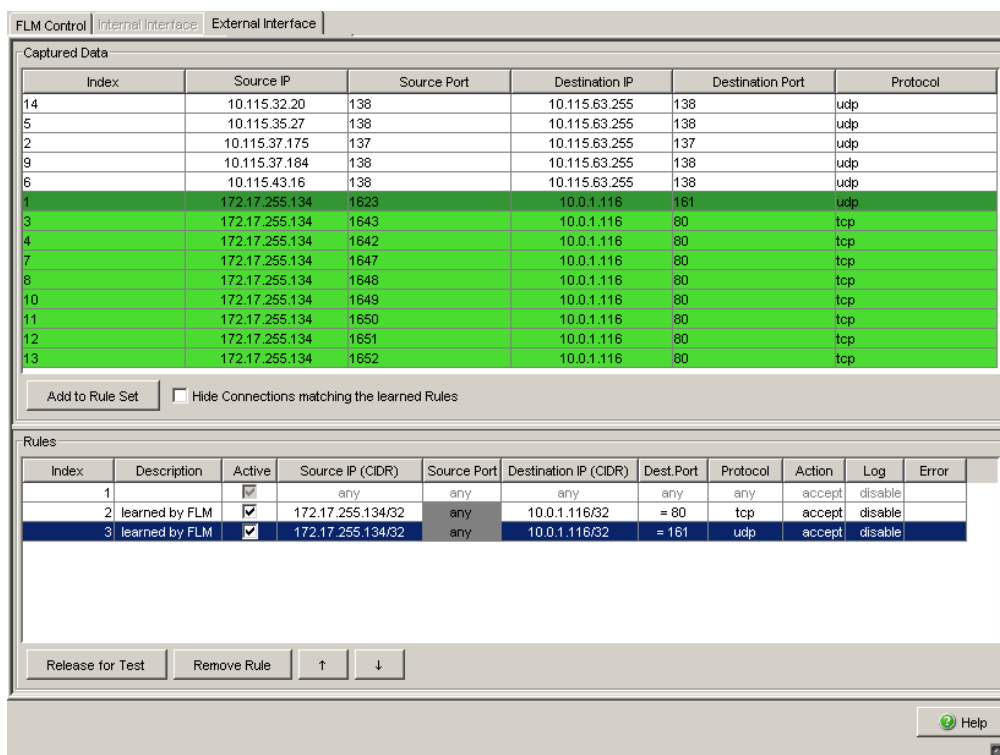 FLM Control Internal Interface External Interface
Captured Data
Index Source IP Source Port Destination IP Destination Port Protocol
14 10.115.32.20 138 10.115.63.255 138 udp
5 10.115.35.27 138 10.115.63.255 138 udp
2 10.115.37.175 137 10.115.63.255 137 udp
9 10.115.37.184 138 10.115.63.255 138 udp
6 10.115.43.16 138 10.115.63.255 138 udp
1 172.17.255.134 1623 10.0.1.116 161 udp
3 172.17.255.134 1643 10.0.1.116 80 tcp
4 172.17.255.134 1642 10.0.1.116 80 tcp
7 172.17.255.134 1647 10.0.1.116 80 tcp
8 172.17.255.134 1648 10.0.1.116 80 tcp
10 172.17.255.134 1649 10.0.1.116 80 tcp
11 172.17.255.134 1650 10.0.1.116 80 tcp
12 172.17.255.134 1651 10.0.1.116 80 tcp
13 172.17.255.134 1652 10.0.1.116 80 tcp
Add to Rule Set Hide Connections matching the learned Rules
Rules
Index Description Active Source IP (CIDR) Source Port Destination IP (CIDR) Dest.Port Protocol Action Log Error
1 any any any any any accept disable
2 learned by FLM 172.17.255.134/32 any 10.0.1.116/32 = 80 tcp accept disable
3 learned by FLM 172.17.255.134/32 any 10.0.1.116/32 = 161 udp accept disable
Release for Test Remove Rule ↑ ↓
Help